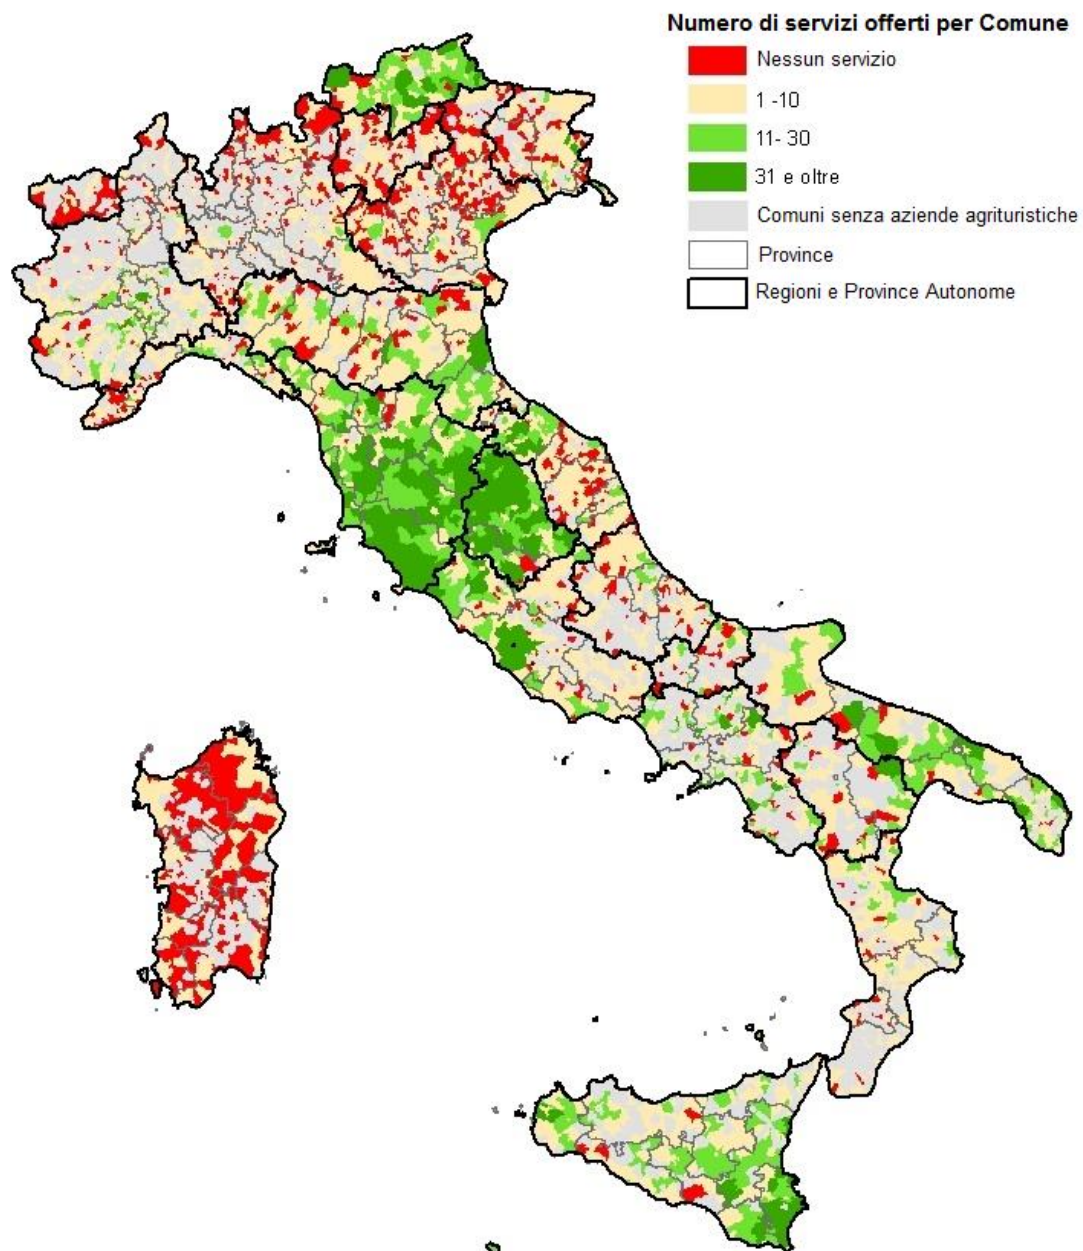 Numero di servizi offerti per Comune
Nessun servizio
1 -10
11- 30
31 e oltre
Comuni senza aziende agrituristiche
Province
Regioni e Province Autonome